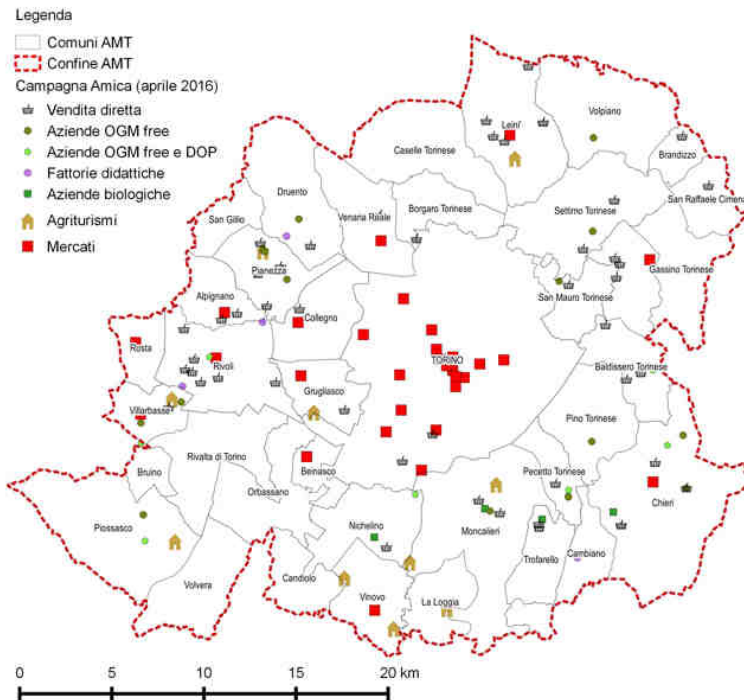 Legenda
Comuni AMT
Confine AMT
Campagna Amica (aprile 2016)
Vendita diretta
Aziende OGM free
Aziende OGM free e DOP
Fattorie didattiche
Aziende biologiche
Agriturismi
Mercati
Leini'
Volpiano
Caselle Torinese
Brandizzo
Druento
San Raffaele Cimena
San Gillio
Venaria Reale
Borgaro Torinese
Settimo Torinese
Pianezza
Gassino Torinese
Alpignano
San Mauro Torinese
Collegno
Rosta
TORINO
Rivoli
Baldissero Torinese
Grugliasco
Villarbasse
Pino Torinese
Rivalta di Torino
Bruino
Beinasco
Pecetto Torinese
Orbassano
Chieri
Piossasco
Nichelino
Moncalieri
Trofarello
Cambiano
Volvera
Candiolo
Vinovo
La Loggia
0 5 10 15 20 km